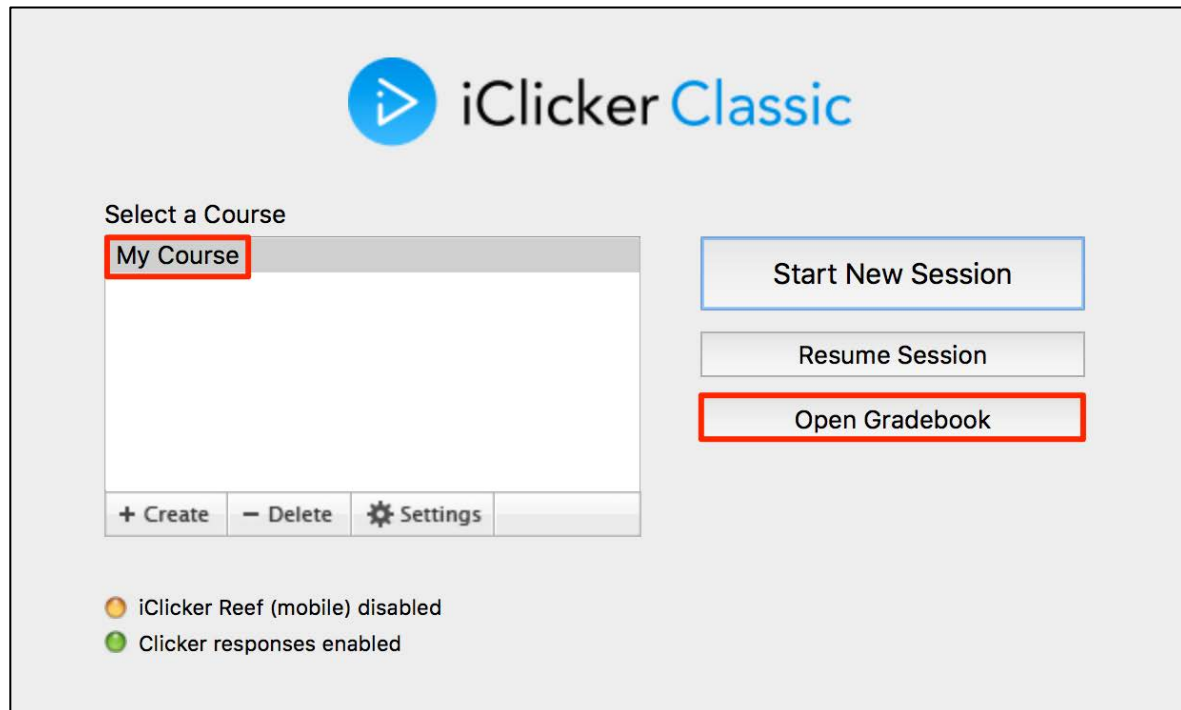 iClicker Classic
Select a Course
My Course
Start New Session
Resume Session
Open Gradebook
+ Create − Delete Settings
iClicker Reef (mobile) disabled
Clicker responses enabled